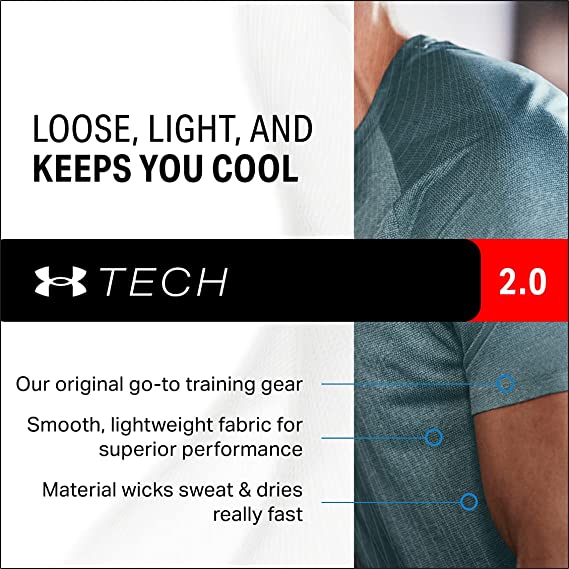 LOOSE, LIGHT, AND
KEEPS YOU COOL
TECH
2.0
Our original go-to training gear
Smooth, lightweight fabric for
superior performance
Material wicks sweat & dries
really fast